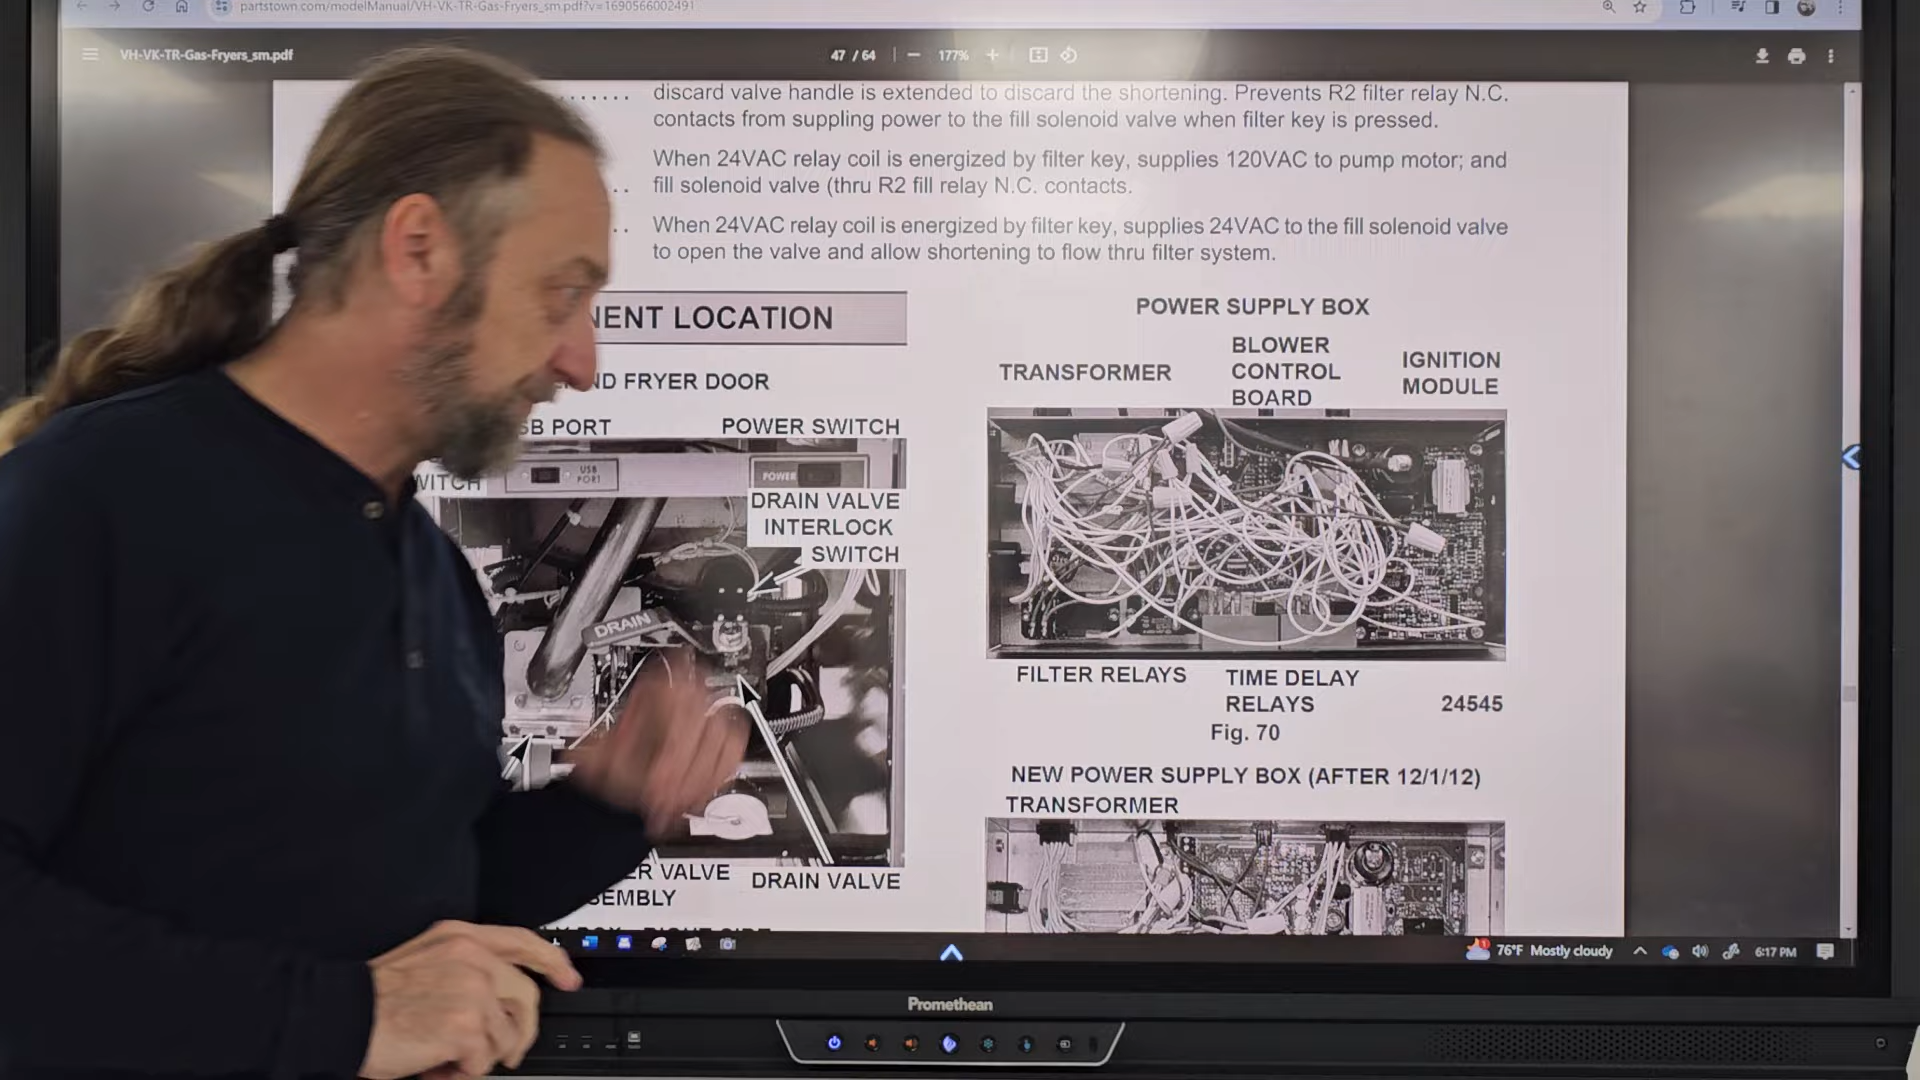 partstown.com/modelManual/VH-VK-TR-Gas-Fryers_sm.pdf?v=1690566002491
VH-VK-TR-Gas-Fryers_sm.pdf
47 / 64
177%
discard valve handle is extended to discard the shortening. Prevents R2 filter relay N.C.
contacts from suppling power to the fill solenoid valve when filter key is pressed.
When 24VAC relay coil is energized by filter key, supplies 120VAC to pump motor; and
fill solenoid valve (thru R2 fill relay N.C. contacts.
When 24VAC relay coil is energized by filter key, supplies 24VAC to the fill solenoid valve
to open the valve and allow shortening to flow thru filter system.
NENT LOCATION
ND FRYER DOOR
SB PORT
POWER SWITCH
WITCH
USB
PORT
POWER
DRAIN VALVE
INTERLOCK
SWITCH
DRAIN
ER VALVE
SEMBLY
DRAIN VALVE
POWER SUPPLY BOX
TRANSFORMER
BLOWER
CONTROL
BOARD
IGNITION
MODULE
FILTER RELAYS
TIME DELAY
RELAYS
24545
Fig. 70
NEW POWER SUPPLY BOX (AFTER 12/1/12)
TRANSFORMER
76°F Mostly cloudy
6:17 PM
Promethean